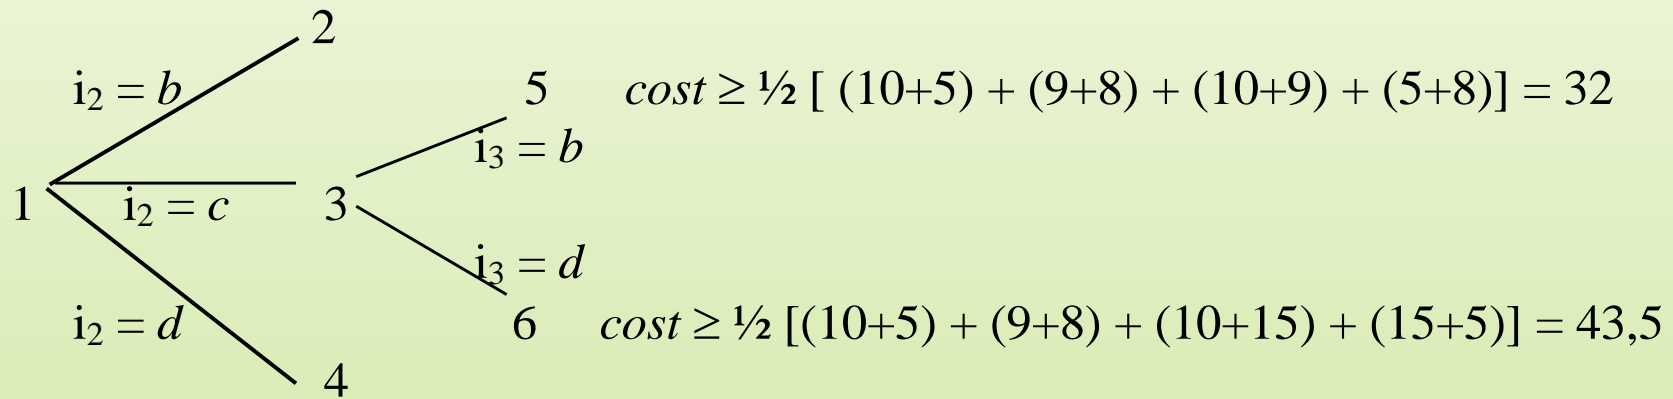 2
i₂ = b
5 cost ≥ ½ [ (10+5) + (9+8) + (10+9) + (5+8)] = 32
i₃ = b
1 i₂ = c 3
i₃ = d
i₂ = d
6 cost ≥ ½ [(10+5) + (9+8) + (10+15) + (15+5)] = 43,5
4